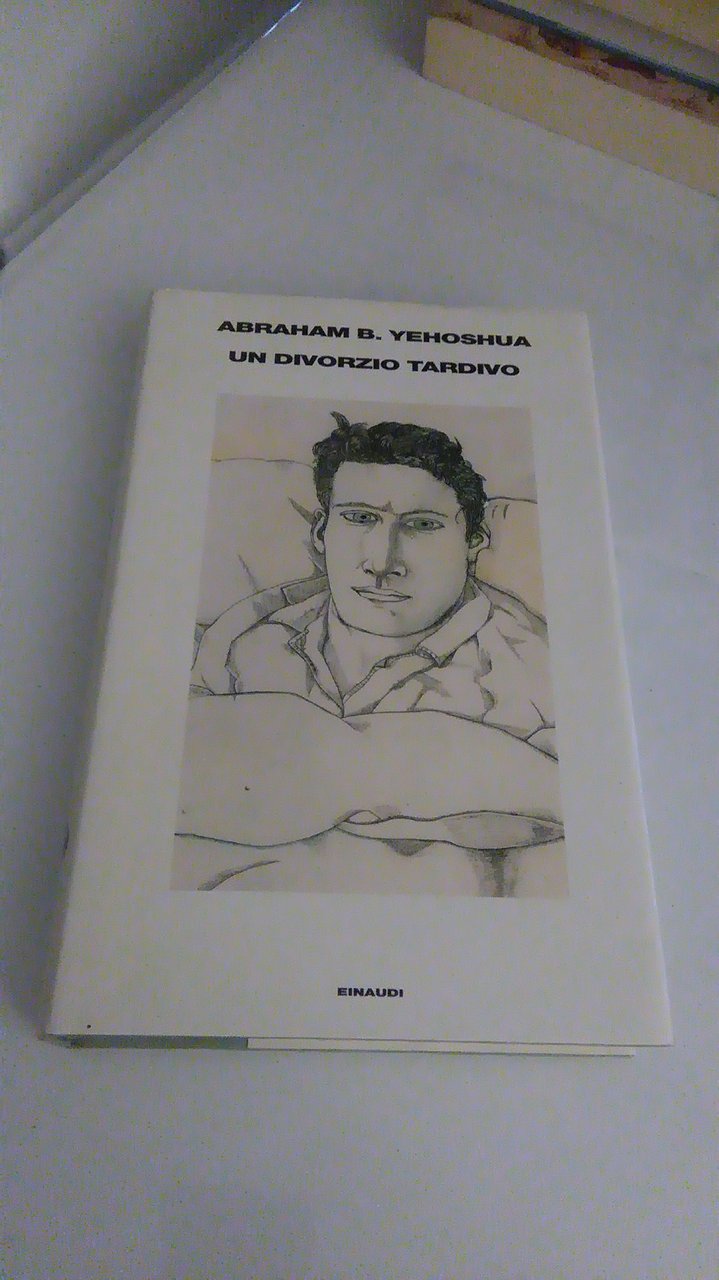 ABRAHAM B. YEHOSHUA
UN DIVORZIO TARDIVO
EINAUDI